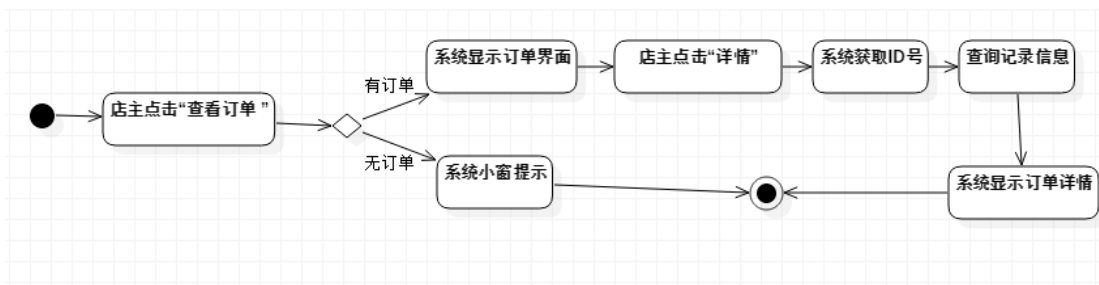 店主点击“查看订单 ”
有订单
无订单
系统显示订单界面
店主点击“详情”
系统获取ID号
查询记录信息
系统小窗提示
系统显示订单详情